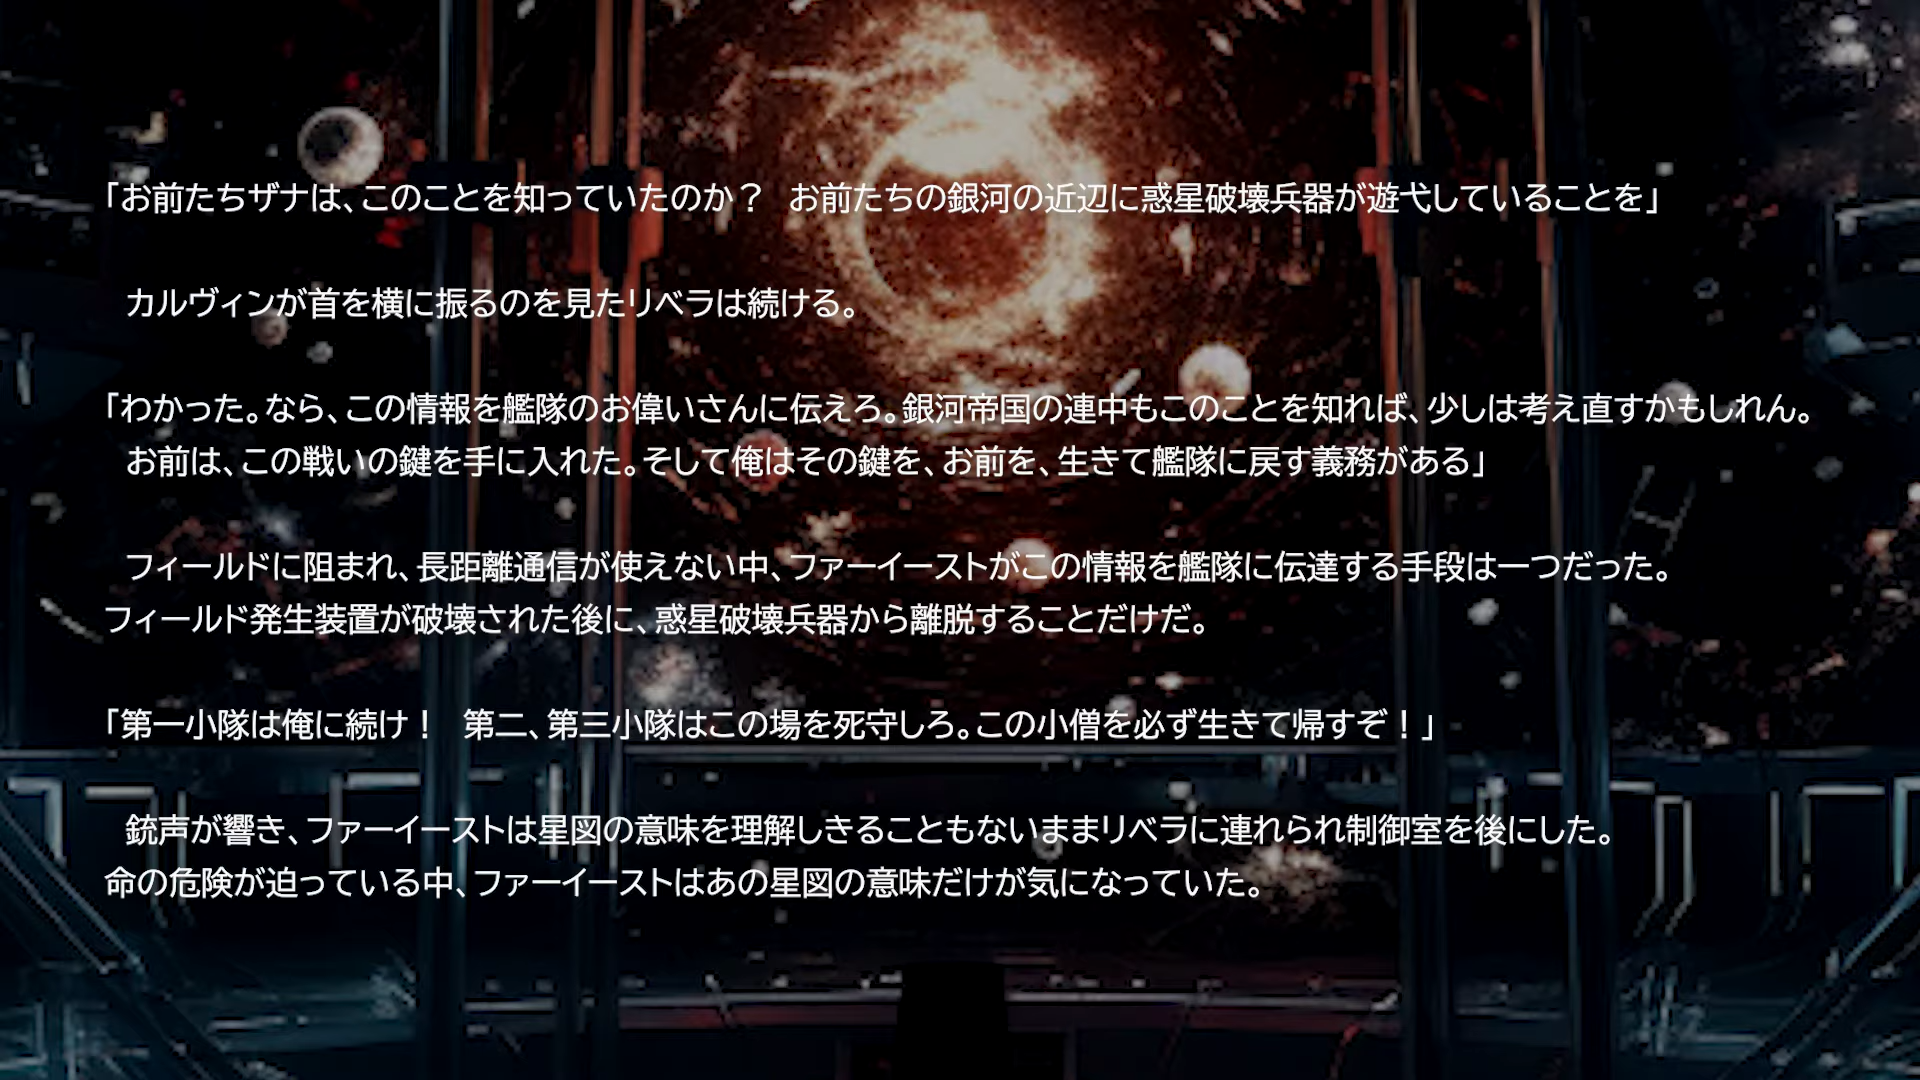 「お前たちザナは、このことを知っていたのか？　お前たちの銀河の近辺に惑星破壊兵器が遊弋していることを」
　カルヴィンが首を横に振るのを見たリベラは続ける。
「わかった。なら、この情報を艦隊のお偉いさんに伝えろ。銀河帝国の連中もこのことを知れば、少しは考え直すかもしれん。
　お前は、この戦いの鍵を手に入れた。そして俺はその鍵を、お前を、生きて艦隊に戻す義務がある」
　フィールドに阻まれ、長距離通信が使えない中、ファーイーストがこの情報を艦隊に伝達する手段は一つだった。
フィールド発生装置が破壊された後に、惑星破壊兵器から離脱することだけだ。
「第一小隊は俺に続け！　第二、第三小隊はこの場を死守しろ。この小僧を必ず生きて帰すぞ！」
　銃声が響き、ファーイーストは星図の意味を理解しきることもないままリベラに連れられ制御室を後にした。
命の危険が迫っている中、ファーイーストはあの星図の意味だけが気になっていた。